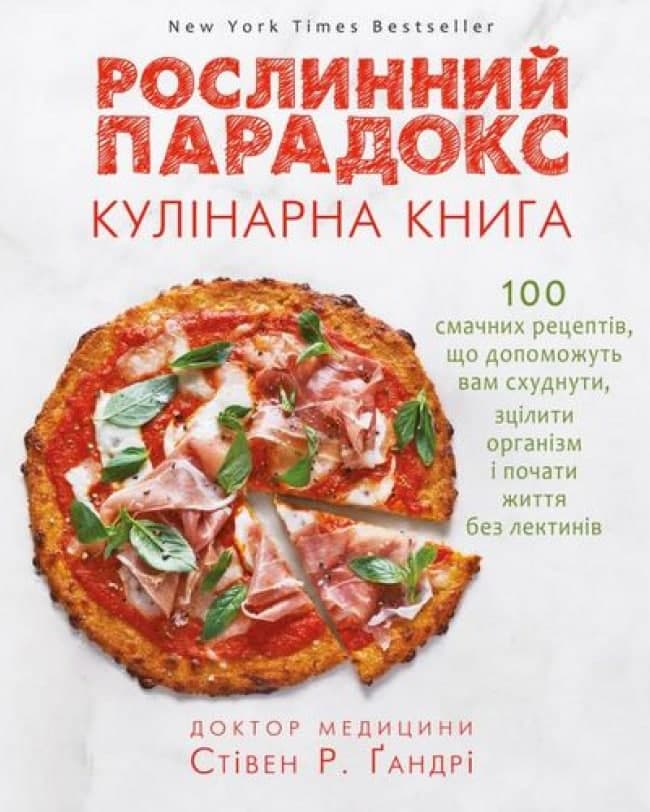 New York Times Bestseller
РОСЛИННИЙ
ПАРАДОКС
КУЛІНАРНА КНИГА
100
смачних рецептів,
що допоможуть
вам схуднути,
зцілити
організм
і почати
життя
без лектинів
ДОКТОР МЕДИЦИНИ
СТІВЕН Р. ҐАНДРІ